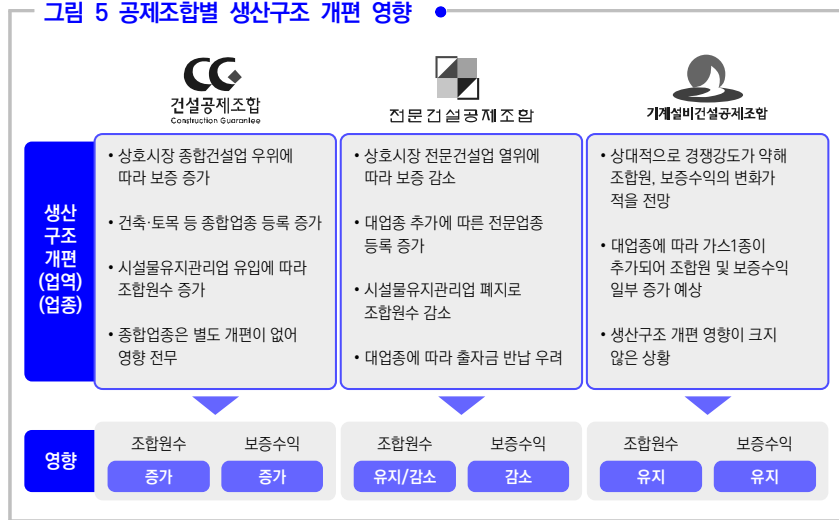 그림 5 공제조합별 생산구조 개편 영향
CG
건설공제조합
Construction Guarantee
전문건설공제조합
기계설비건설공제조합
생산
구조
개편
(업역)
(업종)
• 상호시장 종합건설업 우위에
따라 보증 증가
• 건축·토목 등 종합업종 등록 증가
• 시설물유지관리업 유입에 따라
조합원수 증가
• 종합업종은 별도 개편이 없어
영향 전무
• 상호시장 전문건설업 열위에
따라 보증 감소
• 대업종 추가에 따른 전문업종
등록 증가
• 시설물유지관리업 폐지로
조합원수 감소
• 대업종에 따라 출자금 반납 우려
• 상대적으로 경쟁강도가 약해
조합원, 보증수익의 변화가
적을 전망
• 대업종에 따라 가스1종이
추가되어 조합원 및 보증수익
일부 증가 예상
• 생산구조 개편 영향이 크지
않은 상황
영향
조합원수 보증수익
증가 증가
조합원수 보증수익
유지/감소 감소
조합원수 보증수익
유지 유지